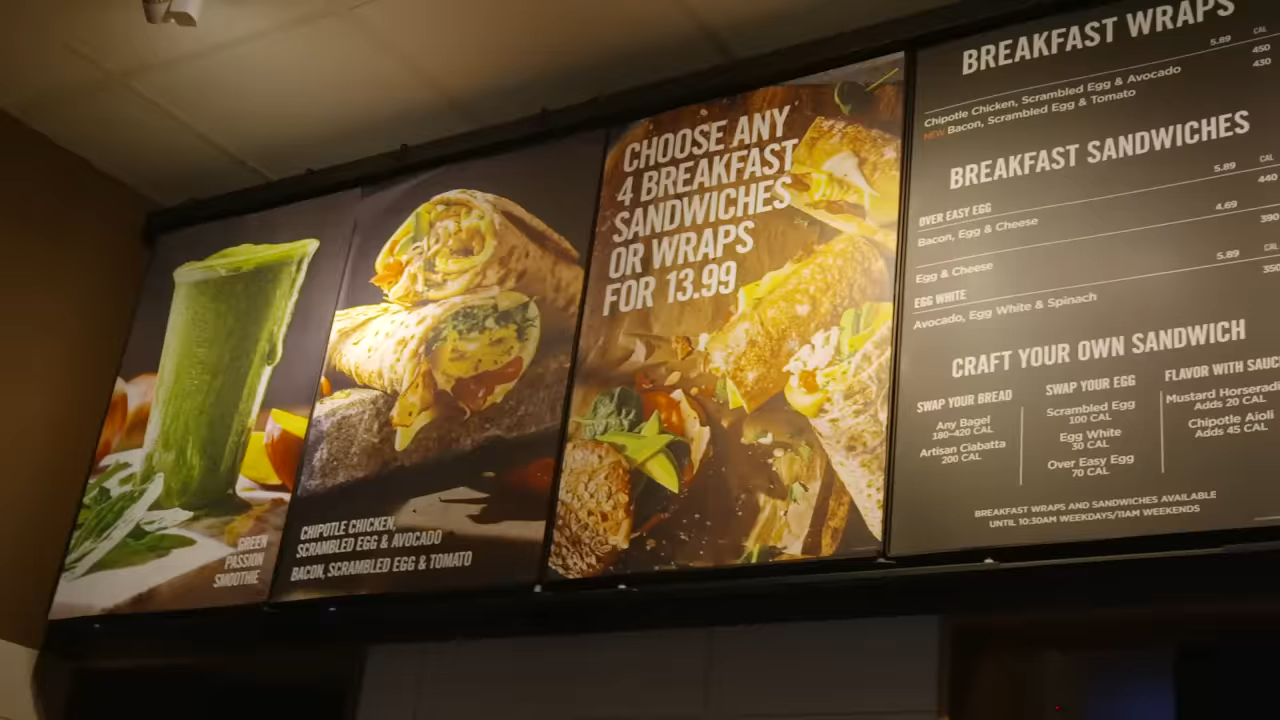 GREEN
PASSION
SMOOTHIE
CHIPOTLE CHICKEN,
SCRAMBLED EGG & AVOCADO
BACON, SCRAMBLED EGG & TOMATO
CHOOSE ANY
4 BREAKFAST
SANDWICHES
OR WRAPS
FOR 13.99
BREAKFAST WRAPS
5.89 CAL
Chipotle Chicken, Scrambled Egg & Avocado 450
NEW Bacon, Scrambled Egg & Tomato 430
BREAKFAST SANDWICHES
OVER EASY EGG 5.89 CAL
Bacon, Egg & Cheese 440
4.69
Egg & Cheese 390
EGG WHITE 5.89 CAL
Avocado, Egg White & Spinach 350
CRAFT YOUR OWN SANDWICH
SWAP YOUR BREAD
Any Bagel
180–420 CAL
Artisan Ciabatta
200 CAL
SWAP YOUR EGG
Scrambled Egg
100 CAL
Egg White
30 CAL
Over Easy Egg
70 CAL
FLAVOR WITH SAUC
Mustard Horseradi
Adds 20 CAL
Chipotle Aioli
Adds 45 CAL
BREAKFAST WRAPS AND SANDWICHES AVAILABLE
UNTIL 10:30AM WEEKDAYS/11AM WEEKENDS